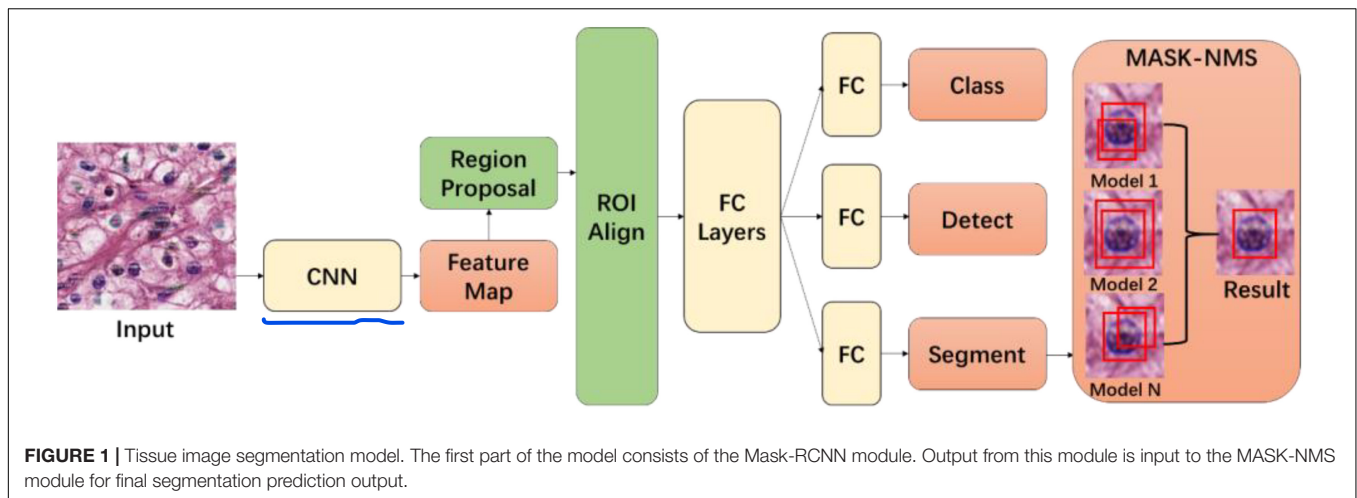 Input
CNN
Region
Proposal
Feature
Map
ROI
Align
FC
Layers
FC
Class
FC
Detect
FC
Segment
MASK-NMS
Model 1
Model 2
Model N
Result
FIGURE 1 | Tissue image segmentation model. The first part of the model consists of the Mask-RCNN module. Output from this module is input to the MASK-NMS
module for final segmentation prediction output.